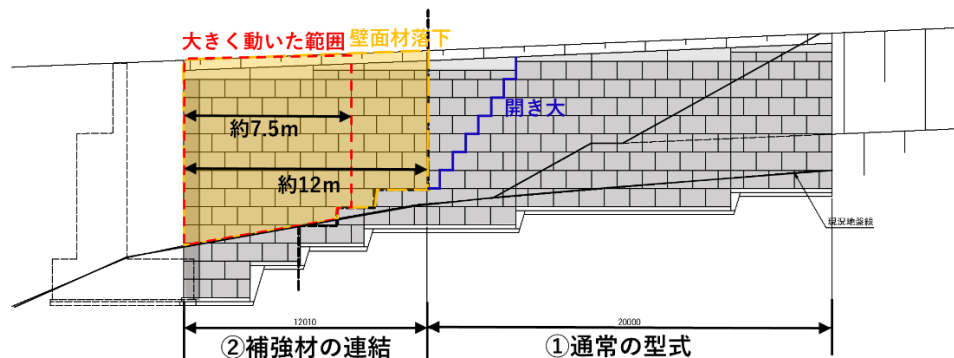 大きく動いた範囲
壁面材落下
開き大
約7.5m
約12m
現況地盤線
12010
20000
②補強材の連結
①通常の型式